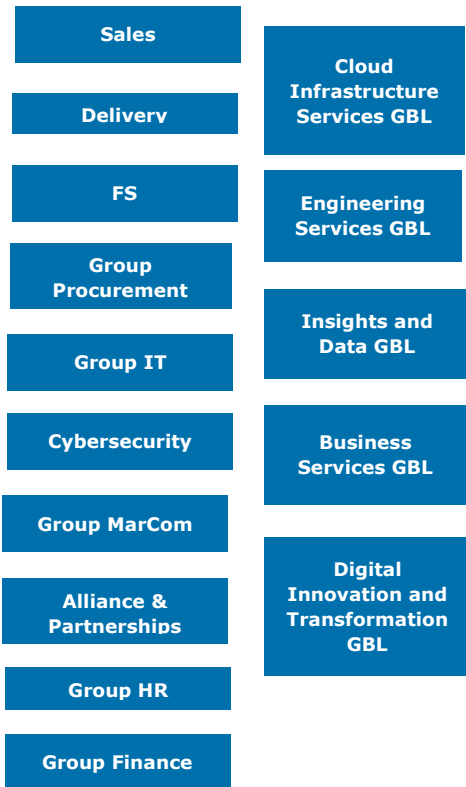 Sales
Delivery
FS
Group
Procurement
Group IT
Cybersecurity
Group MarCom
Alliance &
Partnerships
Group HR
Group Finance
Cloud
Infrastructure
Services GBL
Engineering
Services GBL
Insights and
Data GBL
Business
Services GBL
Digital
Innovation and
Transformation
GBL